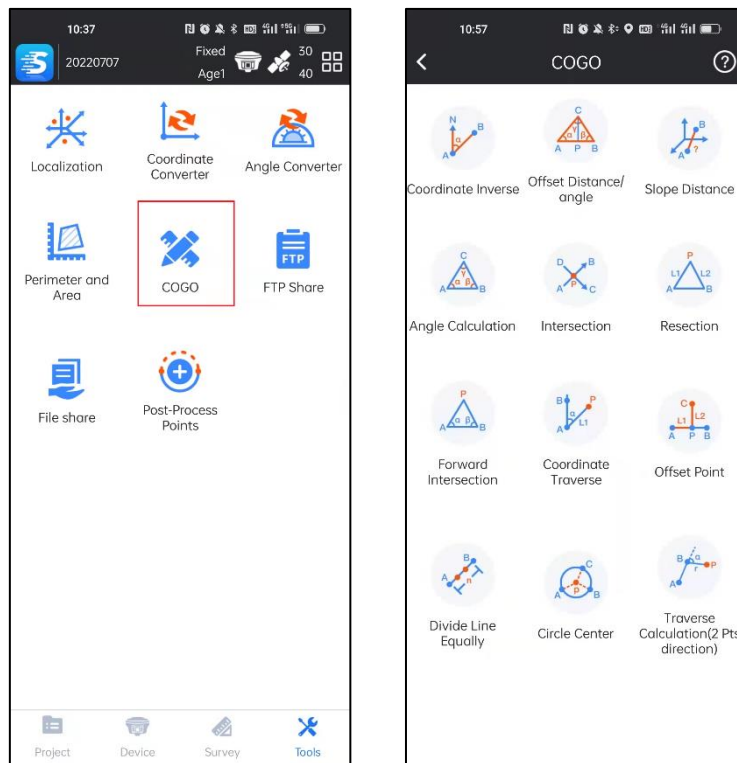 10:37
20220707
Fixed
30
Age1
40
Localization
Coordinate
Converter
Angle Converter
Perimeter and
Area
COGO
FTP
FTP Share
File share
Post-Process
Points
Project
Device
Survey
Tools
10:57
COGO
?
N
B
α
A
C
α γ β
A P B
B
A ?
Coordinate Inverse
Offset Distance/
angle
Slope Distance
C
γ
α β
A B
D B
A P C
P
L1 L2
A B
Angle Calculation
Intersection
Resection
P
α β
A B
B P
α
A L1
C
L1 L2
A P B
Forward
Intersection
Coordinate
Traverse
Offset Point
B
A
n
C
P
A B
B α
r P
A
Divide Line
Equally
Circle Center
Traverse
Calculation(2 Pts
direction)